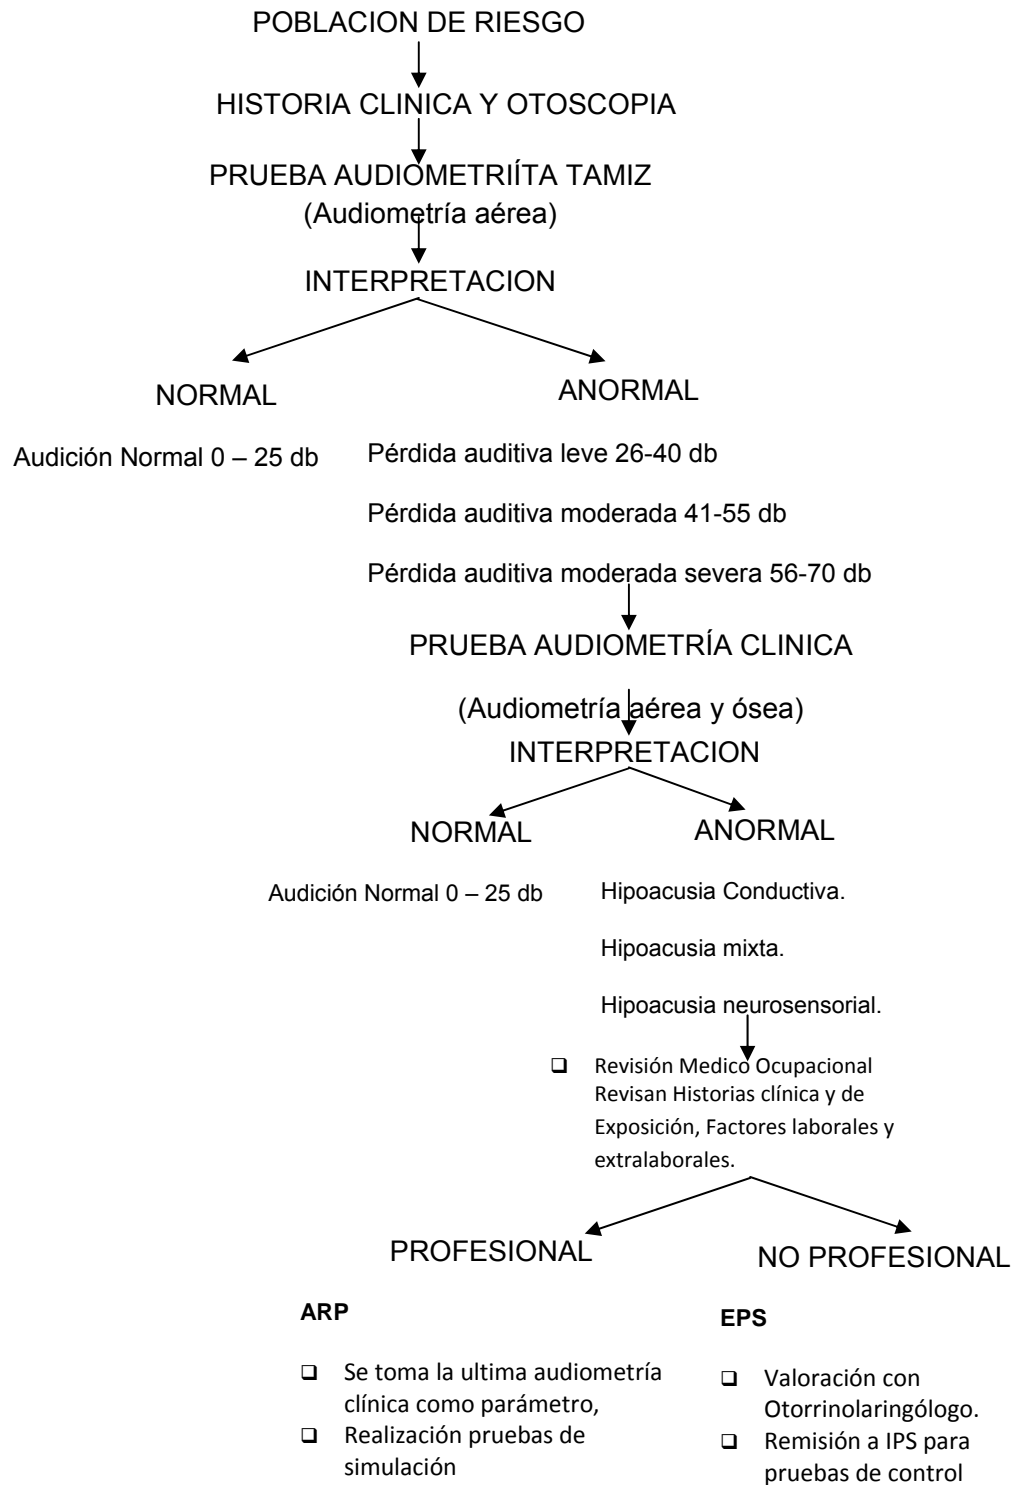 POBLACION DE RIESGO
HISTORIA CLINICA Y OTOSCOPIA
PRUEBA AUDIOMETRIÍTA TAMIZ
(Audiometría aérea)
INTERPRETACION
NORMAL
ANORMAL
Audición Normal 0 – 25 db
Pérdida auditiva leve 26-40 db
Pérdida auditiva moderada 41-55 db
Pérdida auditiva moderada severa 56-70 db
PRUEBA AUDIOMETRÍA CLINICA
(Audiometría aérea y ósea)
INTERPRETACION
NORMAL
ANORMAL
Audición Normal 0 – 25 db
Hipoacusia Conductiva.
Hipoacusia mixta.
Hipoacusia neurosensorial.
❑ Revisión Medico Ocupacional
Revisan Historias clínica y de
Exposición, Factores laborales y
extralaborales.
PROFESIONAL
NO PROFESIONAL
ARP
❑ Se toma la ultima audiometría
clínica como parámetro,
❑ Realización pruebas de
simulación
EPS
❑ Valoración con
Otorrinolaringólogo.
❑ Remisión a IPS para
pruebas de control